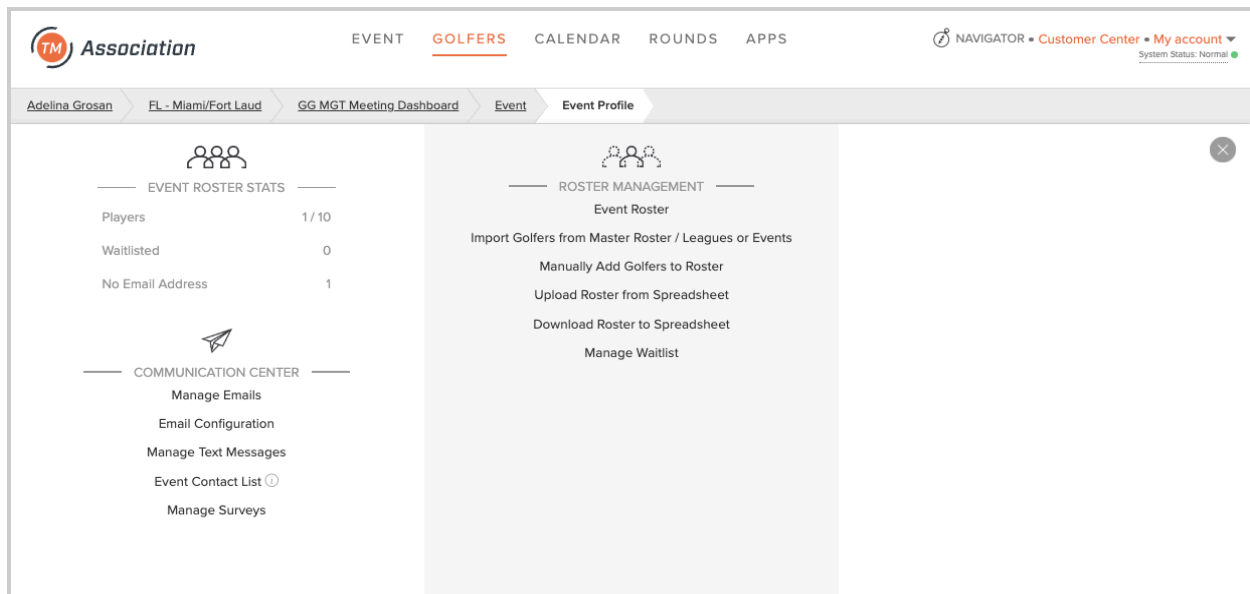 TM Association
EVENT GOLFERS CALENDAR ROUNDS APPS
NAVIGATOR • Customer Center • My account
System Status: Normal
Adelina Grosan FL - Miami/Fort Laud GG MGT Meeting Dashboard Event Event Profile
EVENT ROSTER STATS
Players 1 / 10
Waitlisted 0
No Email Address 1
COMMUNICATION CENTER
Manage Emails
Email Configuration
Manage Text Messages
Event Contact List
Manage Surveys
ROSTER MANAGEMENT
Event Roster
Import Golfers from Master Roster / Leagues or Events
Manually Add Golfers to Roster
Upload Roster from Spreadsheet
Download Roster to Spreadsheet
Manage Waitlist